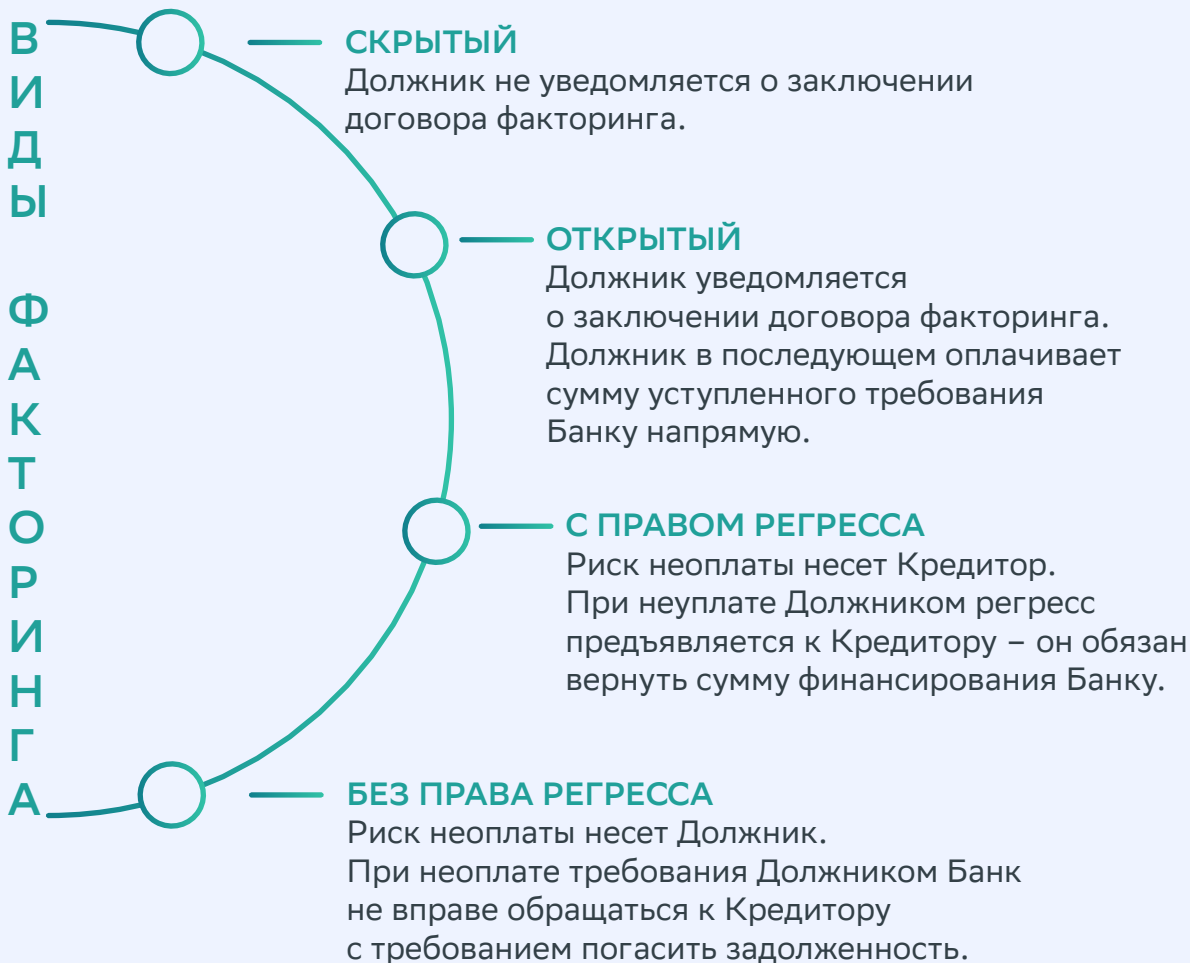 ВИДЫ ФАКТОРИНГА
СКРЫТЫЙ
Должник не уведомляется о заключении
договора факторинга.
ОТКРЫТЫЙ
Должник уведомляется
о заключении договора факторинга.
Должник в последующем оплачивает
сумму уступленного требования
Банку напрямую.
С ПРАВОМ РЕГРЕССА
Риск неоплаты несет Кредитор.
При неуплате Должником регресс
предъявляется к Кредитору – он обязан
вернуть сумму финансирования Банку.
БЕЗ ПРАВА РЕГРЕССА
Риск неоплаты несет Должник.
При неоплате требования Должником Банк
не вправе обращаться к Кредитору
с требованием погасить задолженность.